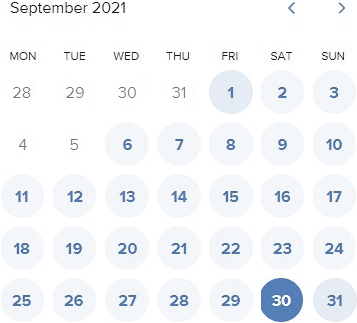 September 2021
MON TUE WED THU FRI SAT SUN
28 29 30 31 1 2 3
4 5 6 7 8 9 10
11 12 13 14 15 16 17
18 19 20 21 22 23 24
25 26 27 28 29 30 31